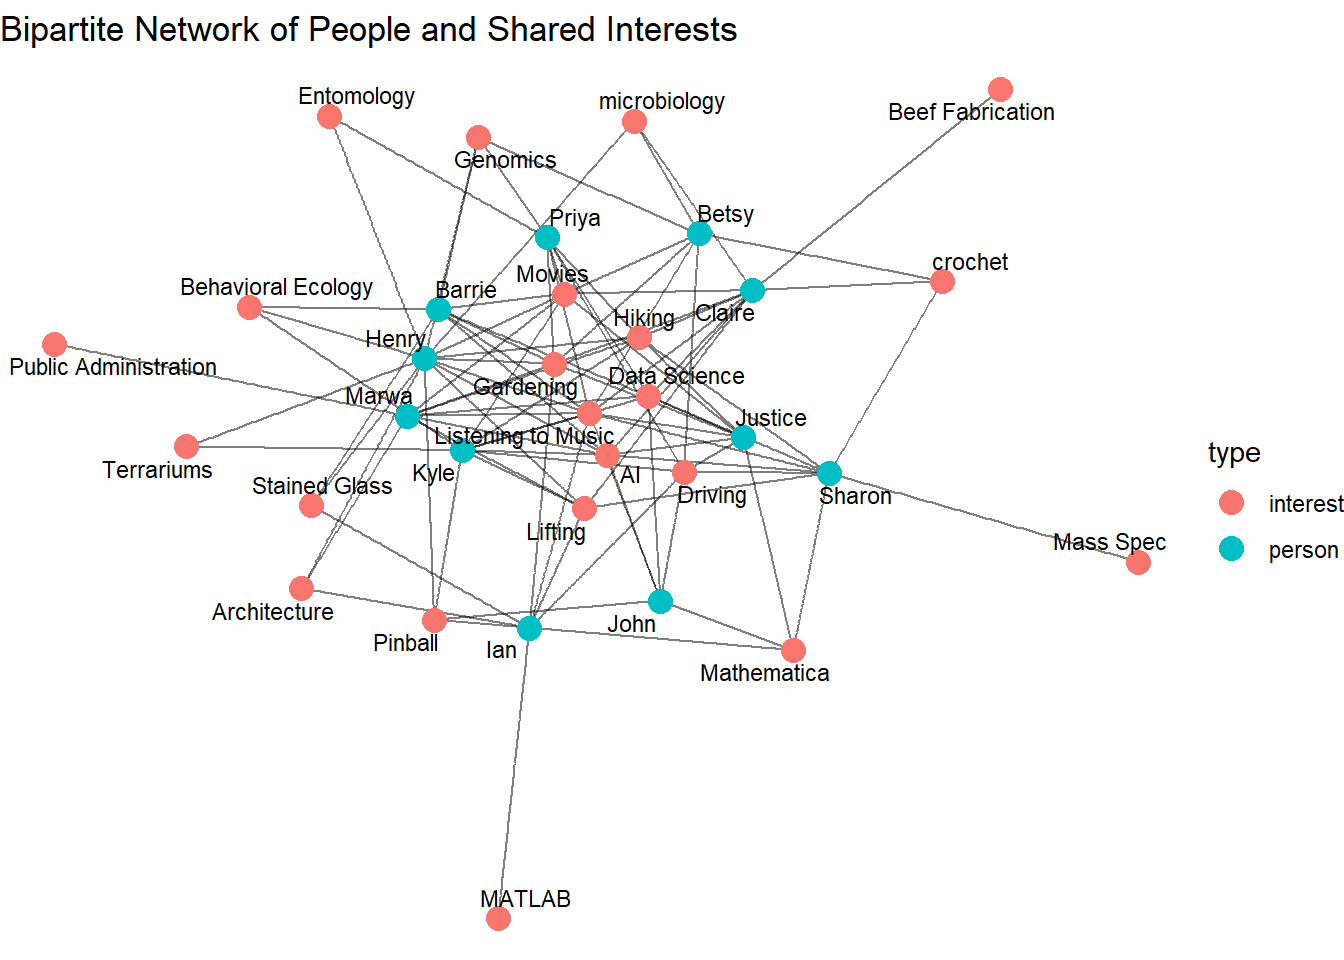 Bipartite Network of People and Shared Interests
Entomology
microbiology
Beef Fabrication
Genomics
Priya
Betsy
crochet
Movies
Behavioral Ecology
Barrie
Claire
Hiking
Henry
Public Administration
Gardening
Data Science
Marwa
Justice
Listening to Music
type
Terrariums
Kyle
AI
Stained Glass
Driving
Sharon
interest
Lifting
Mass Spec
person
Architecture
John
Pinball
Ian
Mathematica
MATLAB